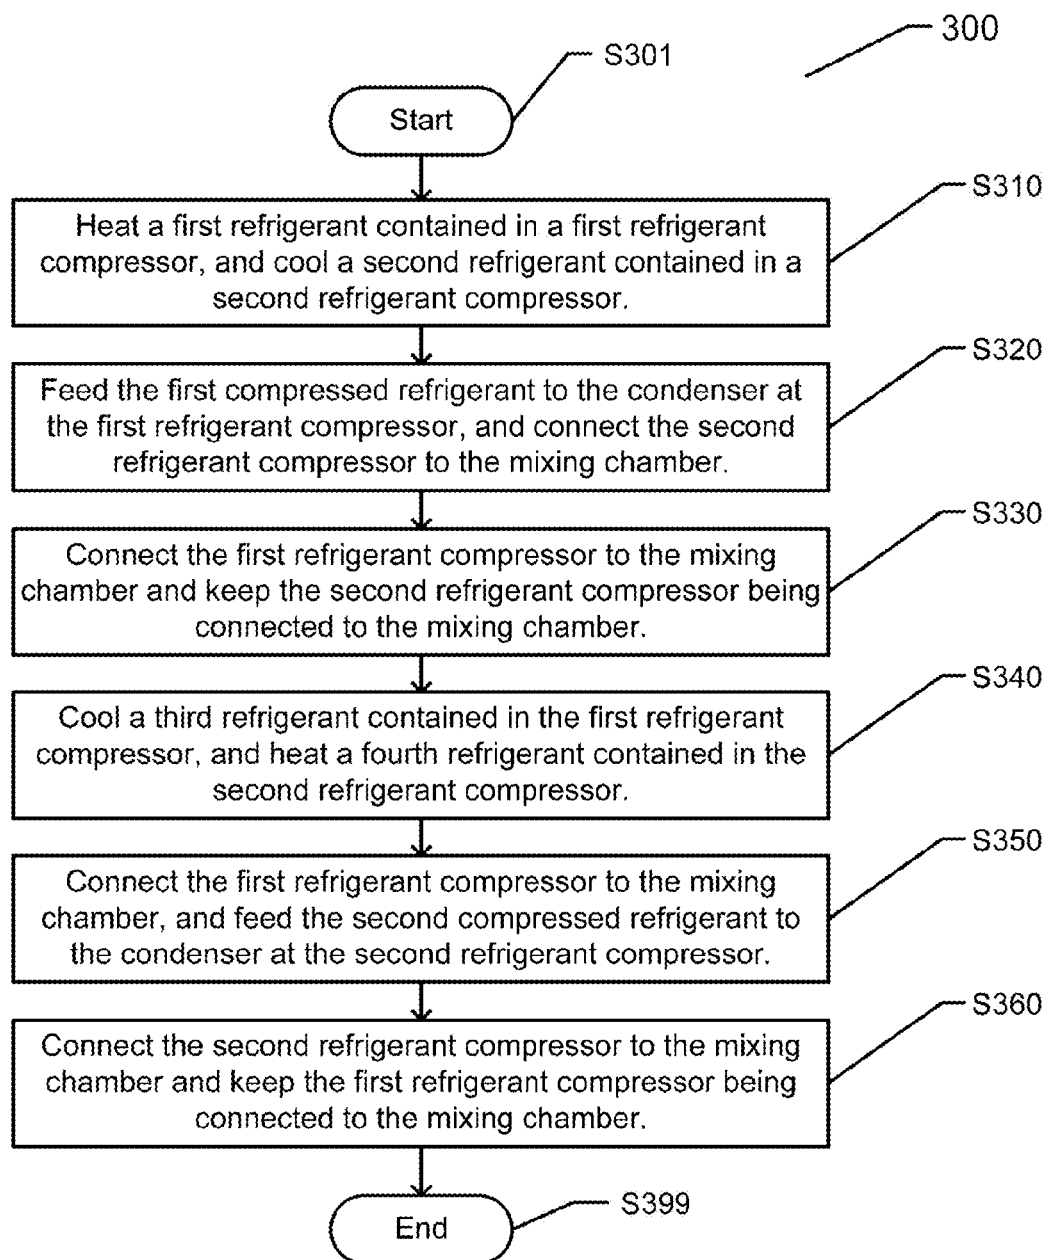 300
S301
Start
S310
Heat a first refrigerant contained in a first refrigerant
compressor, and cool a second refrigerant contained in a
second refrigerant compressor.
S320
Feed the first compressed refrigerant to the condenser at
the first refrigerant compressor, and connect the second
refrigerant compressor to the mixing chamber.
S330
Connect the first refrigerant compressor to the mixing
chamber and keep the second refrigerant compressor being
connected to the mixing chamber.
S340
Cool a third refrigerant contained in the first refrigerant
compressor, and heat a fourth refrigerant contained in the
second refrigerant compressor.
S350
Connect the first refrigerant compressor to the mixing
chamber, and feed the second compressed refrigerant to
the condenser at the second refrigerant compressor.
S360
Connect the second refrigerant compressor to the mixing
chamber and keep the first refrigerant compressor being
connected to the mixing chamber.
S399
End